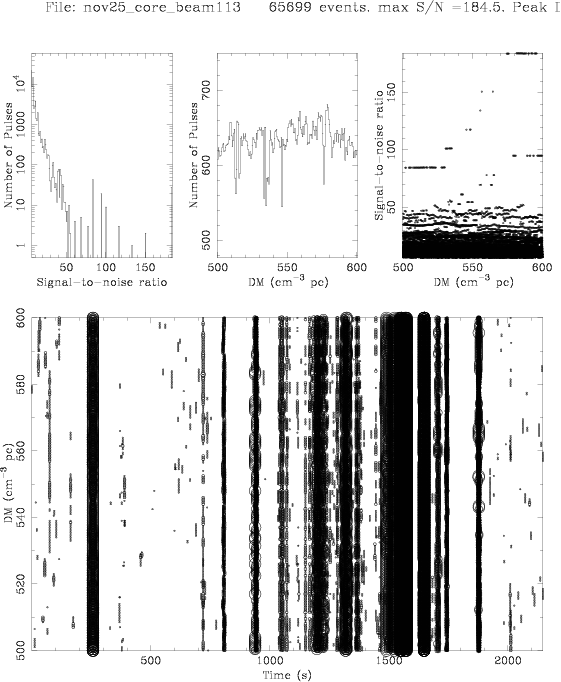 File: nov25_core_beam113 65699 events. max S/N =184.5. Peak
Number of Pulses
1 10 100 1000 10⁴
50 100 150
Signal-to-noise ratio
Number of Pulses
500 580 660 740
500 550 600
DM (cm⁻³ pc)
Signal-to-noise ratio
50 100 150
500 550 600
DM (cm⁻³ pc)
DM (cm⁻³ pc)
500 520 540 560 580 600
500 1000 1500 2000
Time (s)